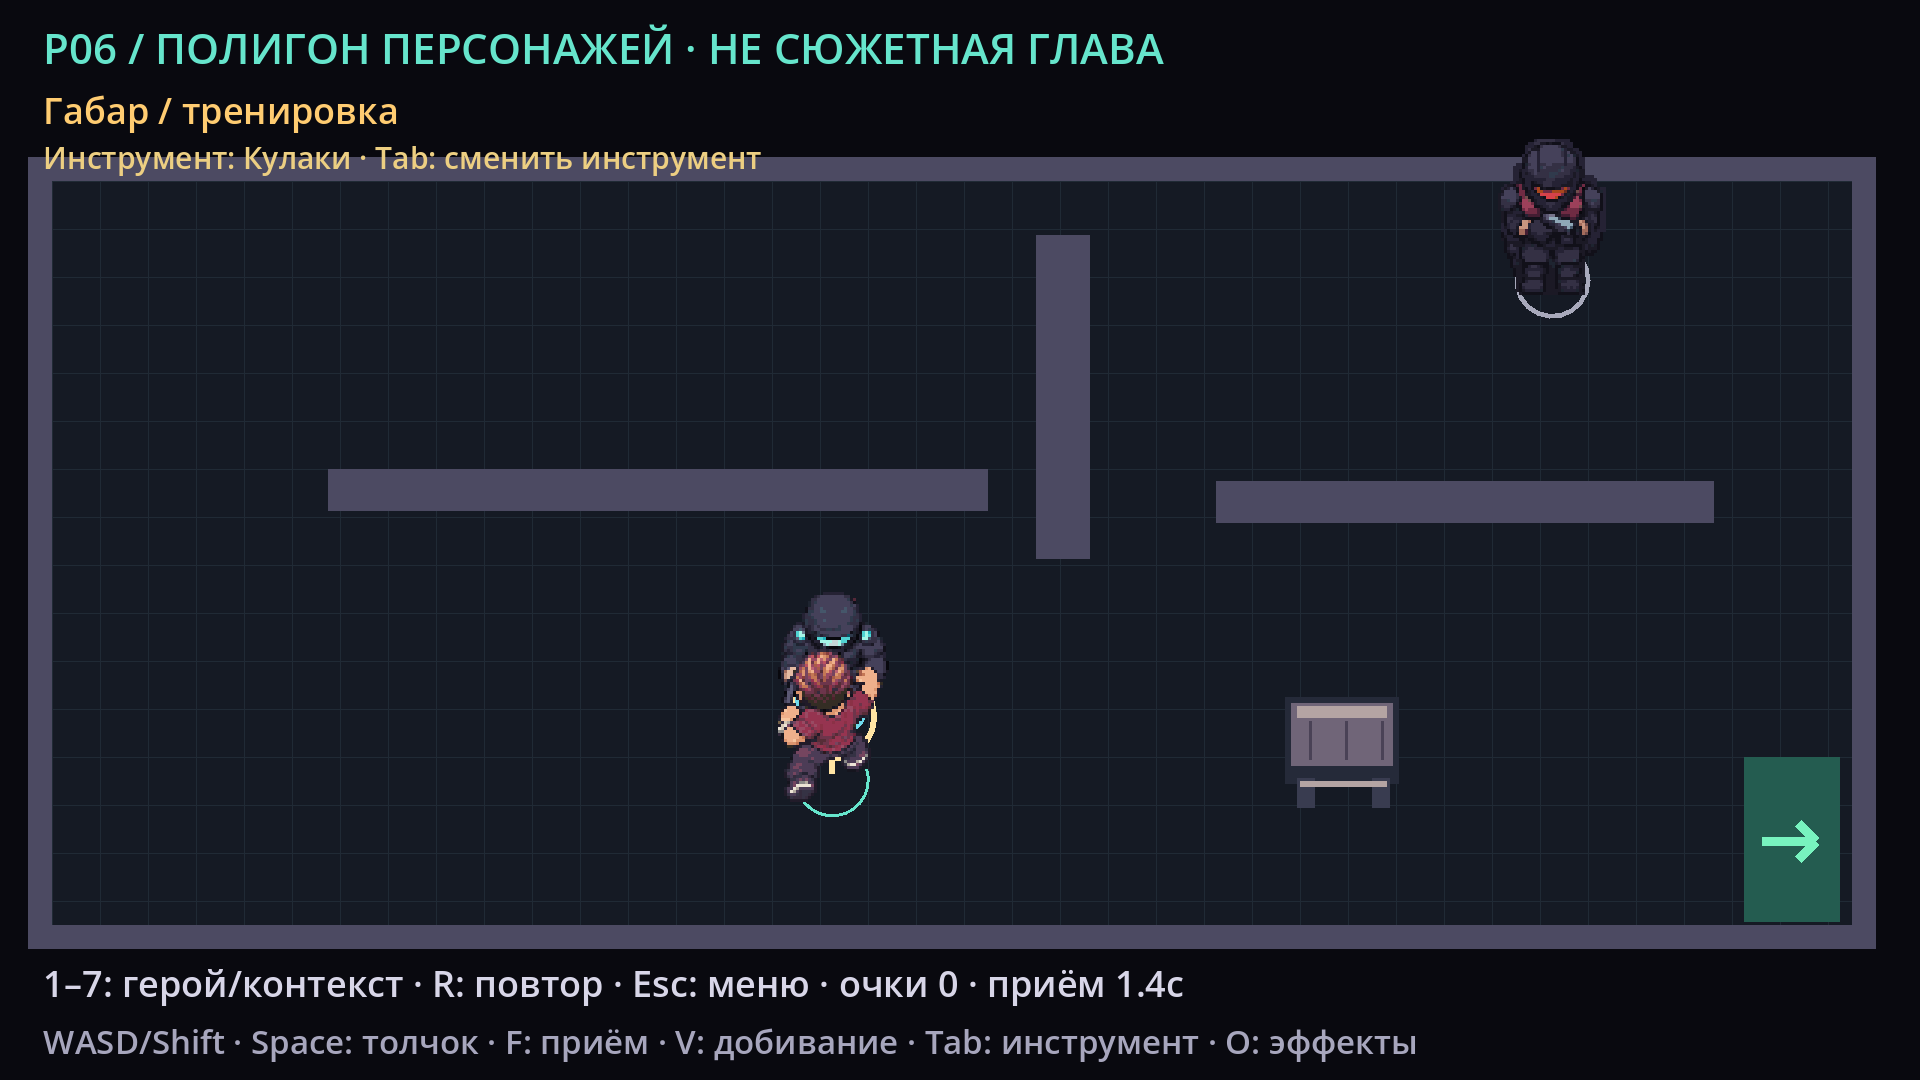 P06 / ПОЛИГОН ПЕРСОНАЖЕЙ · НЕ СЮЖЕТНАЯ ГЛАВА
Габар / тренировка
Инструмент: Кулаки · Tab: сменить инструмент
1–7: герой/контекст · R: повтор · Esc: меню · очки 0 · приём 1.4с
WASD/Shift · Space: толчок · F: приём · V: добивание · Tab: инструмент · O: эффекты